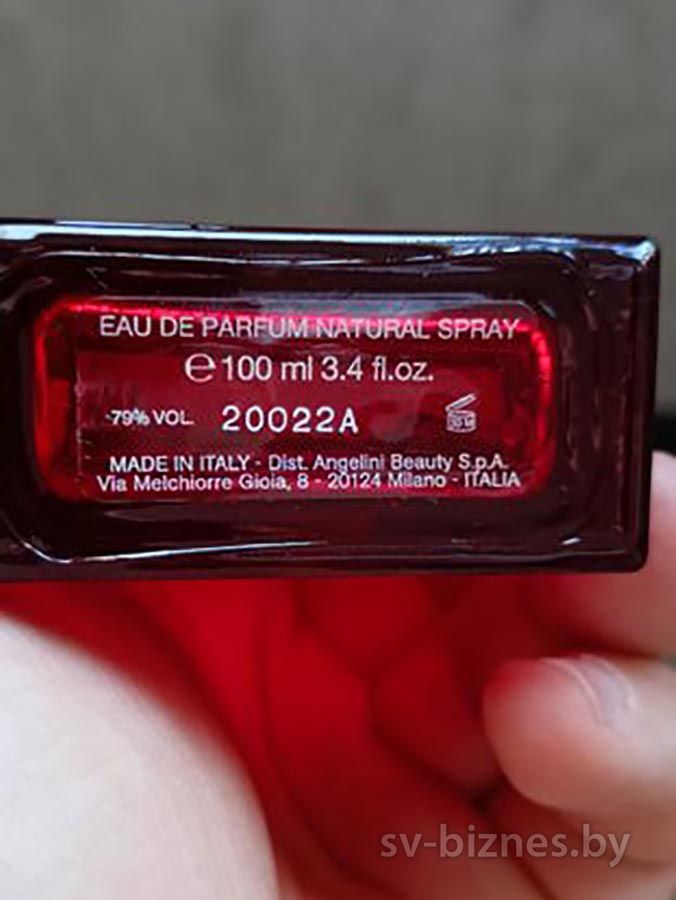 EAU DE PARFUM NATURAL SPRAY
℮ 100 ml 3.4 fl.oz.
-79% VOL. 20022A
MADE IN ITALY - Dist. Angelini Beauty S.p.A.
Via Melchiorre Gioia, 8 - 20124 Milano - ITALIA
sv-biznes.by